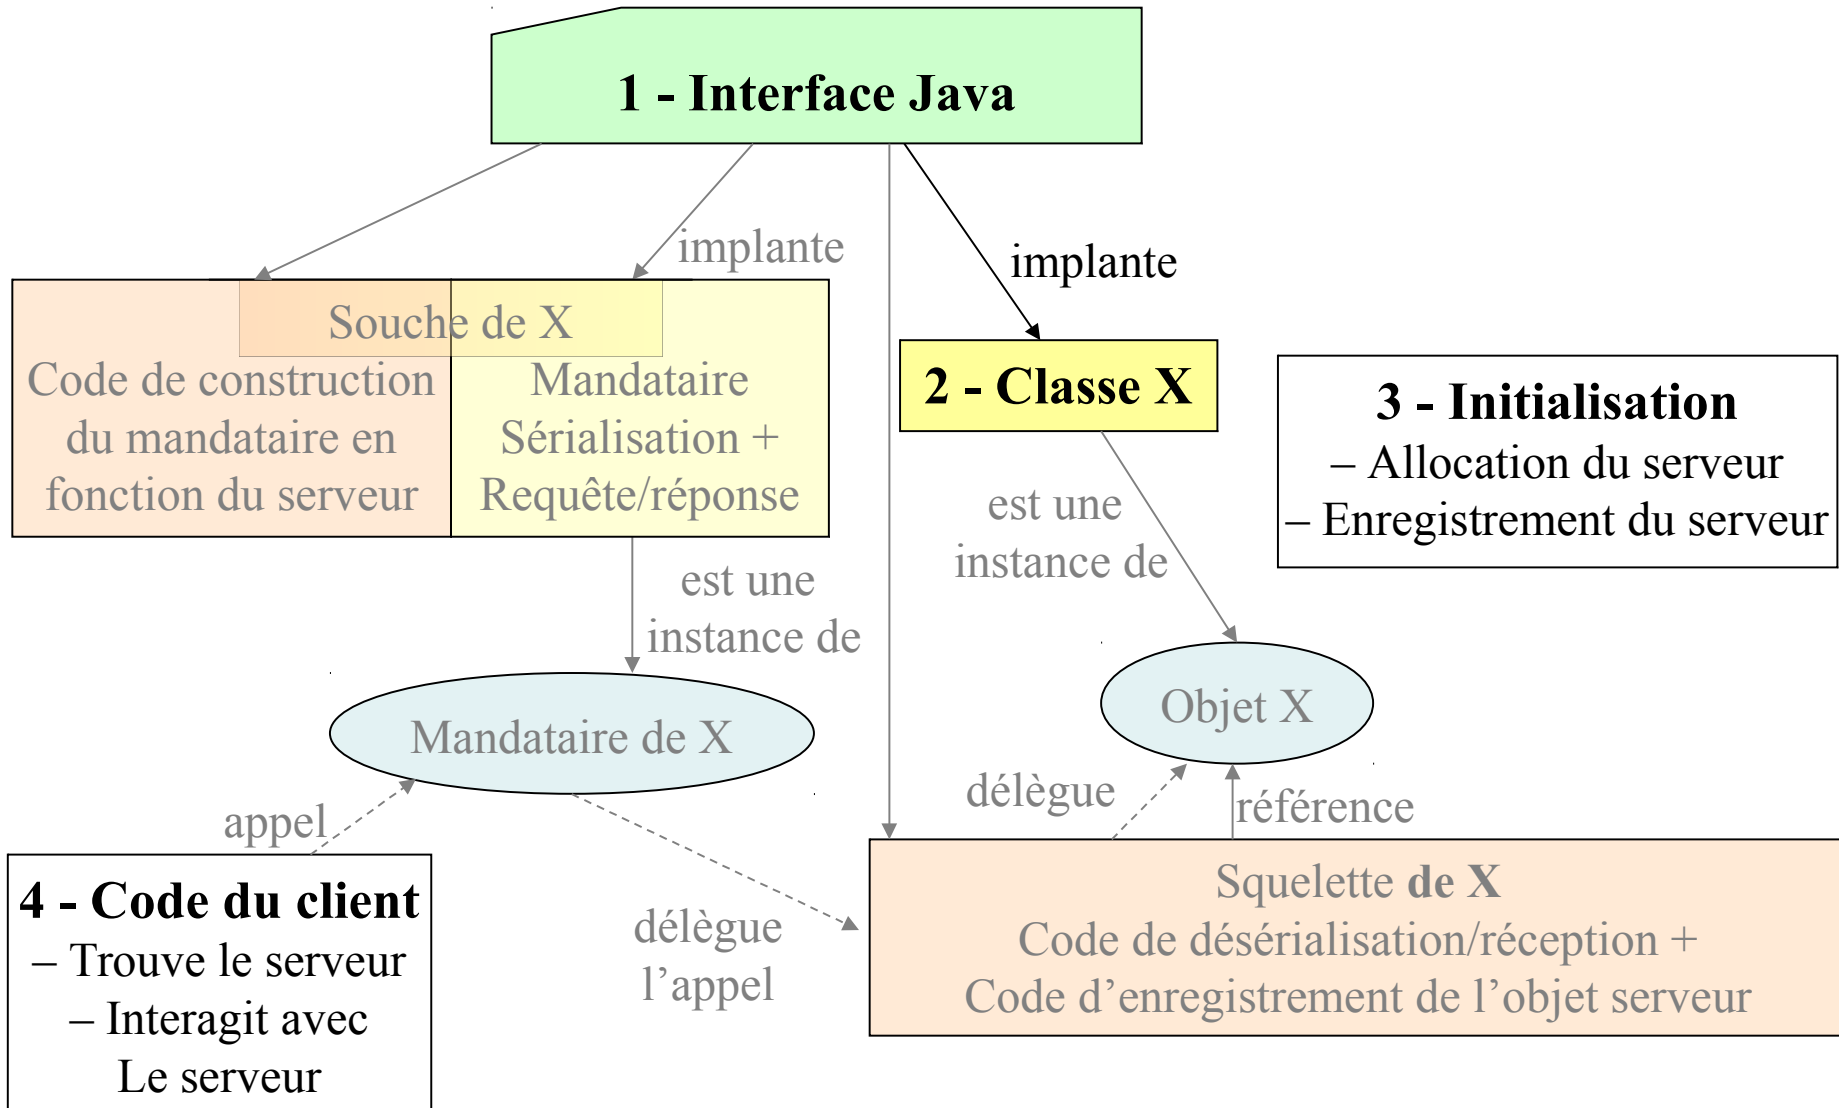 1 - Interface Java
implante
implante
Souche de X
Code de construction
du mandataire en
fonction du serveur
Mandataire
Sérialisation +
Requête/réponse
2 - Classe X
3 - Initialisation
– Allocation du serveur
– Enregistrement du serveur
est une
instance de
est une
instance de
Mandataire de X
Objet X
appel
délègue
référence
4 - Code du client
– Trouve le serveur
– Interagit avec
Le serveur
délègue
l’appel
Squelette de X
Code de désérialisation/réception +
Code d’enregistrement de l’objet serveur